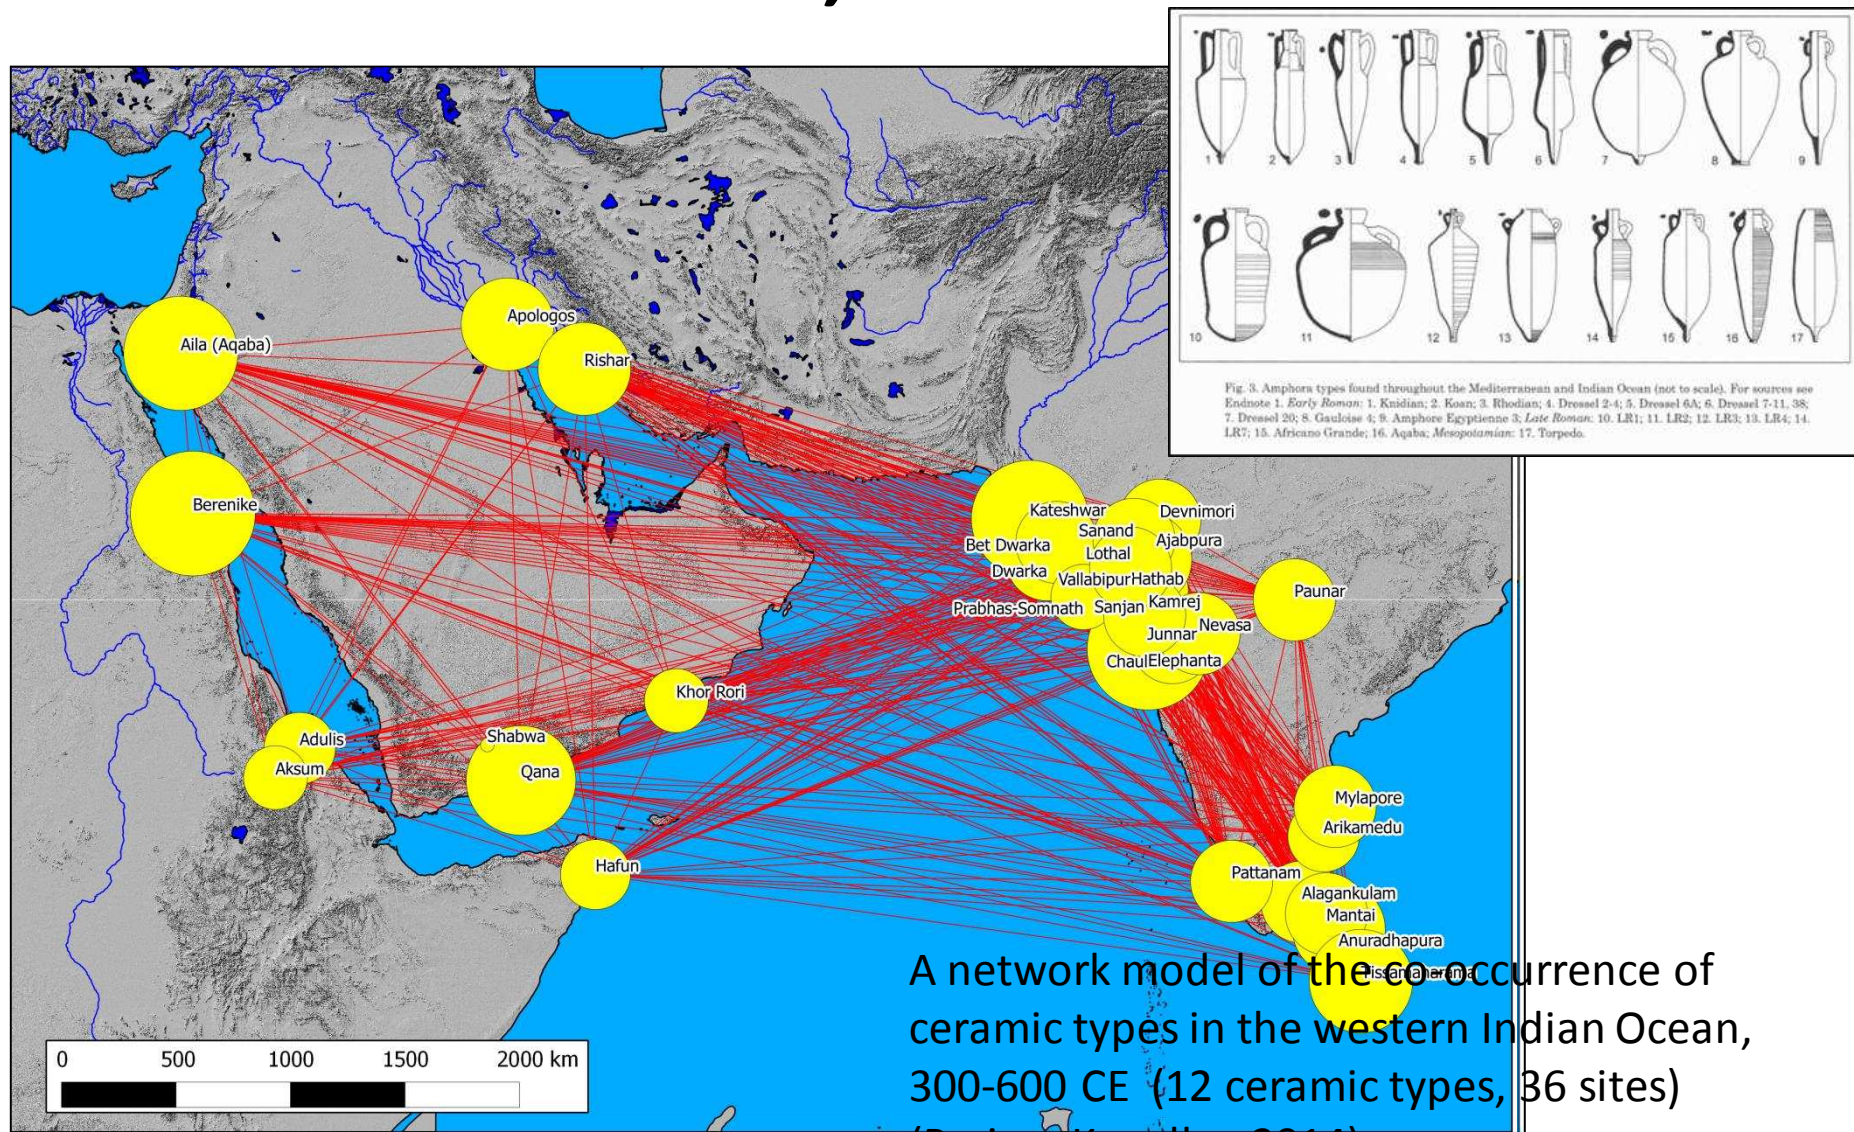 1 2 3 4 5 6 7 8 9
10 11 12 13 14 15 16 17
Fig. 3. Amphora types found throughout the Mediterranean and Indian Ocean (not to scale). For sources see
Endnote 1. Early Roman: 1. Knidian; 2. Koan; 3. Rhodian; 4. Dressel 2-4; 5. Dressel 6A; 6. Dressel 7-11, 38;
7. Dressel 20; 8. Gauloise 4; 9. Amphore Egyptienne 3; Late Roman: 10. LR1; 11. LR2; 12. LR3; 13. LR4; 14.
LR7; 15. Africano Grande; 16. Aqaba; Mesopotamian: 17. Torpedo.
Apologos
Aila (Aqaba)
Rishar
Berenike
Kateshwar
Devnimori
Sanand
Ajabpura
Bet Dwarka
Lothal
Dwarka
Vallabipur
Hathab
Paunar
Prabhas-Somnath
Sanjan
Kamrej
Nevasa
Junnar
Chaul
Elephanta
Khor Rori
Shabwa
Adulis
Aksum
Qana
Mylapore
Arikamedu
Hafun
Pattanam
Alagankulam
Mantai
Anuradhapura
Tissamaharama
A network model of the co-occurrence of
ceramic types in the western Indian Ocean,
300-600 CE (12 ceramic types, 36 sites)
0 500 1000 1500 2000 km